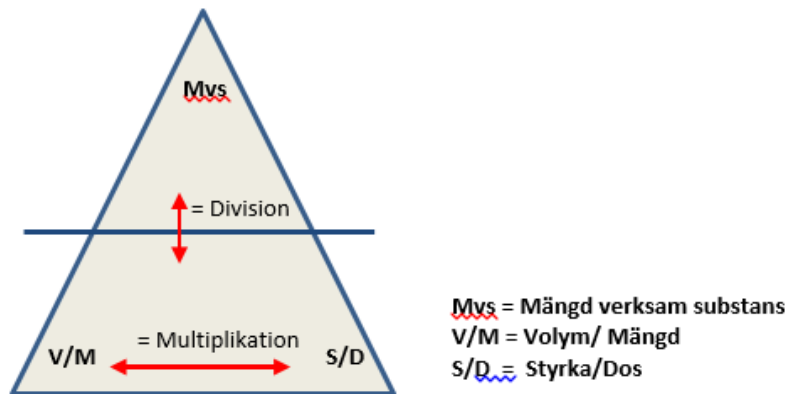 Mvs
= Division
= Multiplikation
V/M
S/D
Mvs = Mängd verksam substans
V/M = Volym/ Mängd
S/D = Styrka/Dos